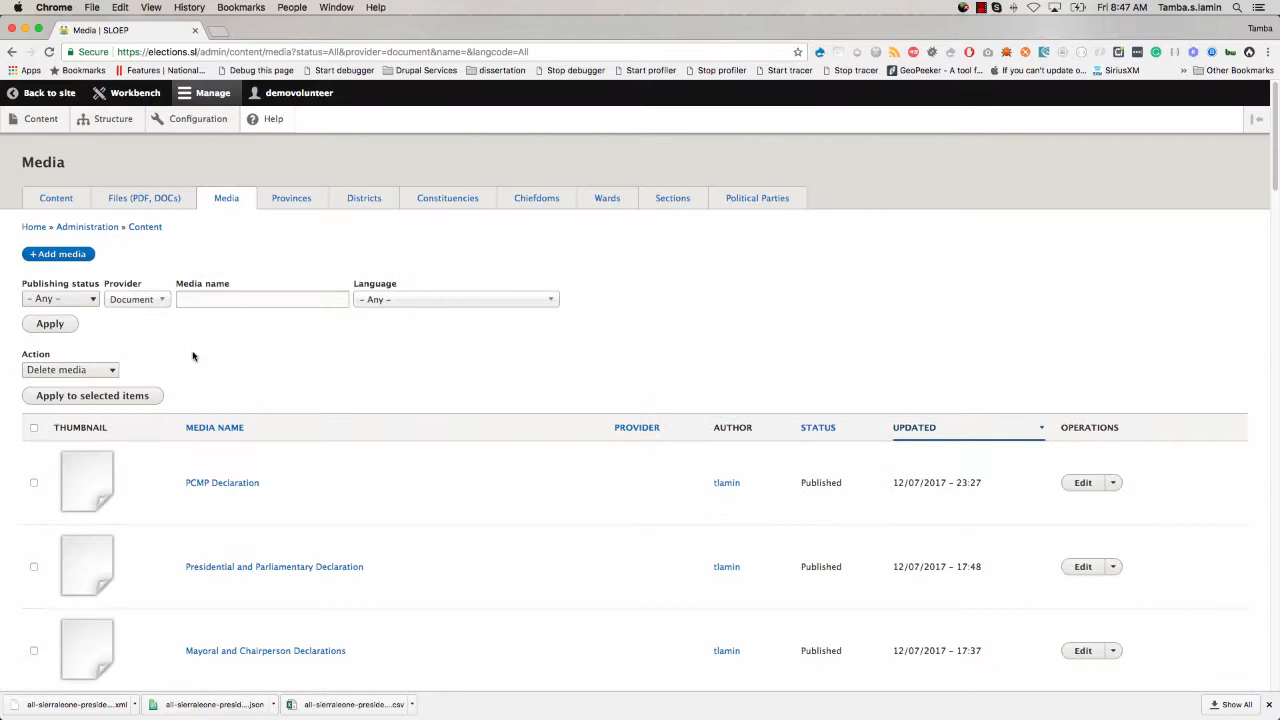 Chrome File Edit View History Bookmarks People Window Help Fri 8:47 AM Tamba.s.lamin
Media | SLOEP Tamba
Secure https://elections.sl/admin/content/media?status=All&provider=document&name=&langcode=All
Apps Bookmarks Features | National... Debug this page Start debugger Drupal Services dissertation Stop debugger Start profiler Stop profiler Start tracer Stop tracer GeoPeeker - A tool f... If you can't update o... SiriusXM » Other Bookmarks
Back to site Workbench Manage demovolunteer
Content Structure Configuration Help
Media
Content Files (PDF, DOCs) Media Provinces Districts Constituencies Chiefdoms Wards Sections Political Parties
Home » Administration » Content
+ Add media
Publishing status Provider Media name Language
- Any - Document - Any -
Apply
Action
Delete media
Apply to selected items
THUMBNAIL MEDIA NAME PROVIDER AUTHOR STATUS UPDATED OPERATIONS
PCMP Declaration tlamin Published 12/07/2017 - 23:27 Edit
Presidential and Parliamentary Declaration tlamin Published 12/07/2017 - 17:48 Edit
Mayoral and Chairperson Declarations tlamin Published 12/07/2017 - 17:37 Edit
all-sierraleone-preside....xml all-sierraleone-presid....json all-sierraleone-preside....csv Show All